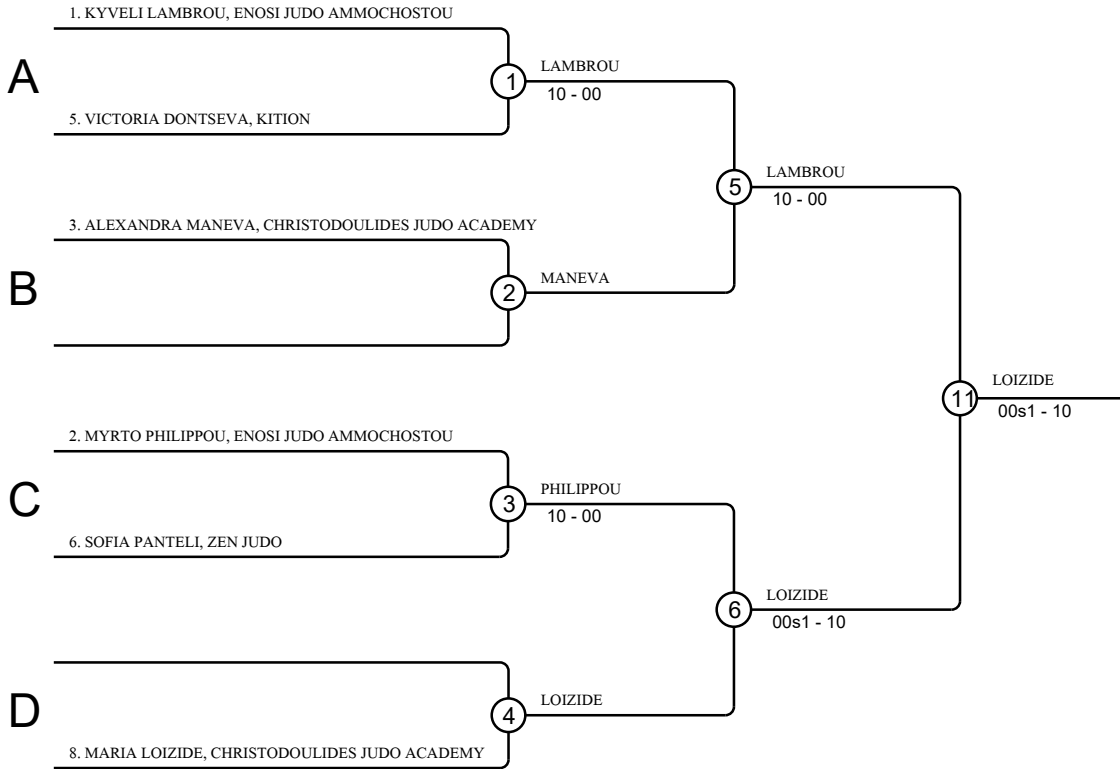 1. KYVELI LAMBROU, ENOSI JUDO AMMOCHOSTOU
A
1
LAMBROU
10 - 00
5. VICTORIA DONTSEVA, KITION
5
LAMBROU
10 - 00
3. ALEXANDRA MANEVA, CHRISTODOULIDES JUDO ACADEMY
B
2
MANEVA
11
LOIZIDE
00s1 - 10
2. MYRTO PHILIPPOU, ENOSI JUDO AMMOCHOSTOU
C
3
PHILIPPOU
10 - 00
6. SOFIA PANTELI, ZEN JUDO
6
LOIZIDE
00s1 - 10
D
4
LOIZIDE
8. MARIA LOIZIDE, CHRISTODOULIDES JUDO ACADEMY